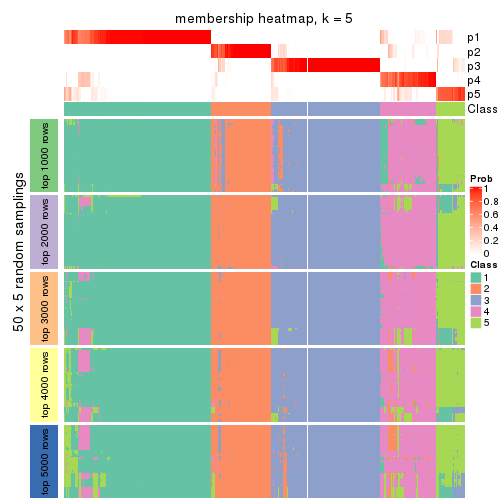 membership heatmap, k = 5
p1
p2
p3
p4
p5
Class
50 x 5 random samplings
top 1000 rows
top 2000 rows
top 3000 rows
top 4000 rows
top 5000 rows
Prob
1
0.8
0.6
0.4
0.2
0
Class
1
2
3
4
5